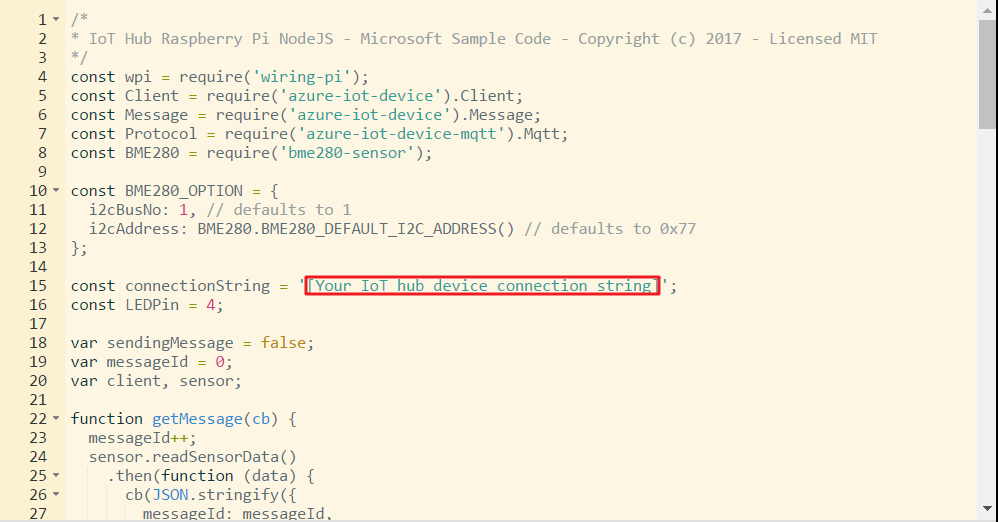 1 /*
2 * IoT Hub Raspberry Pi NodeJS - Microsoft Sample Code - Copyright (c) 2017 - Licensed MIT
3 */
4 const wpi = require('wiring-pi');
5 const Client = require('azure-iot-device').Client;
6 const Message = require('azure-iot-device').Message;
7 const Protocol = require('azure-iot-device-mqtt').Mqtt;
8 const BME280 = require('bme280-sensor');
9
10 const BME280_OPTION = {
11   i2cBusNo: 1, // defaults to 1
12   i2cAddress: BME280.BME280_DEFAULT_I2C_ADDRESS() // defaults to 0x77
13 };
14
15 const connectionString = '[Your IoT hub device connection string]';
16 const LEDPin = 4;
17
18 var sendingMessage = false;
19 var messageId = 0;
20 var client, sensor;
21
22 function getMessage(cb) {
23   messageId++;
24   sensor.readSensorData()
25     .then(function (data) {
26       cb(JSON.stringify({
27         messageId: messageId,